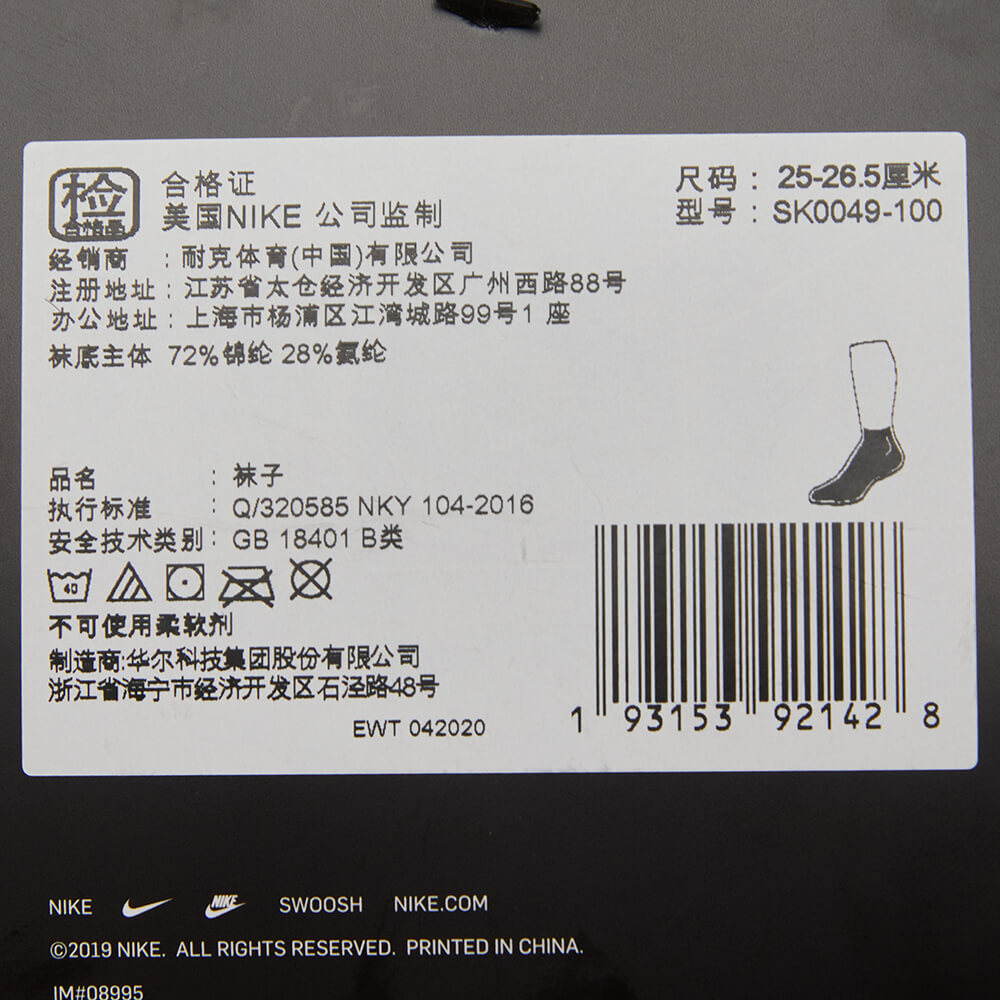 检
合格品
合格证
美国NIKE 公司监制
尺码： 25-26.5厘米
型号： SK0049-100
经销商 ：耐克体育(中国)有限公司
注册地址：江苏省太仓经济开发区广州西路88号
办公地址：上海市杨浦区江湾城路99号1 座
袜底主体 72%锦纶 28%氨纶
品名 ：袜子
执行标准 ：Q/320585 NKY 104-2016
安全技术类别：GB 18401 B类
40
不可使用柔软剂
制造商:华尔科技集团股份有限公司
浙江省海宁市经济开发区石泾路48号
EWT 042020
1 93153 92142 8
NIKE NIKE SWOOSH NIKE.COM
©2019 NIKE. ALL RIGHTS RESERVED. PRINTED IN CHINA.
IM#08995